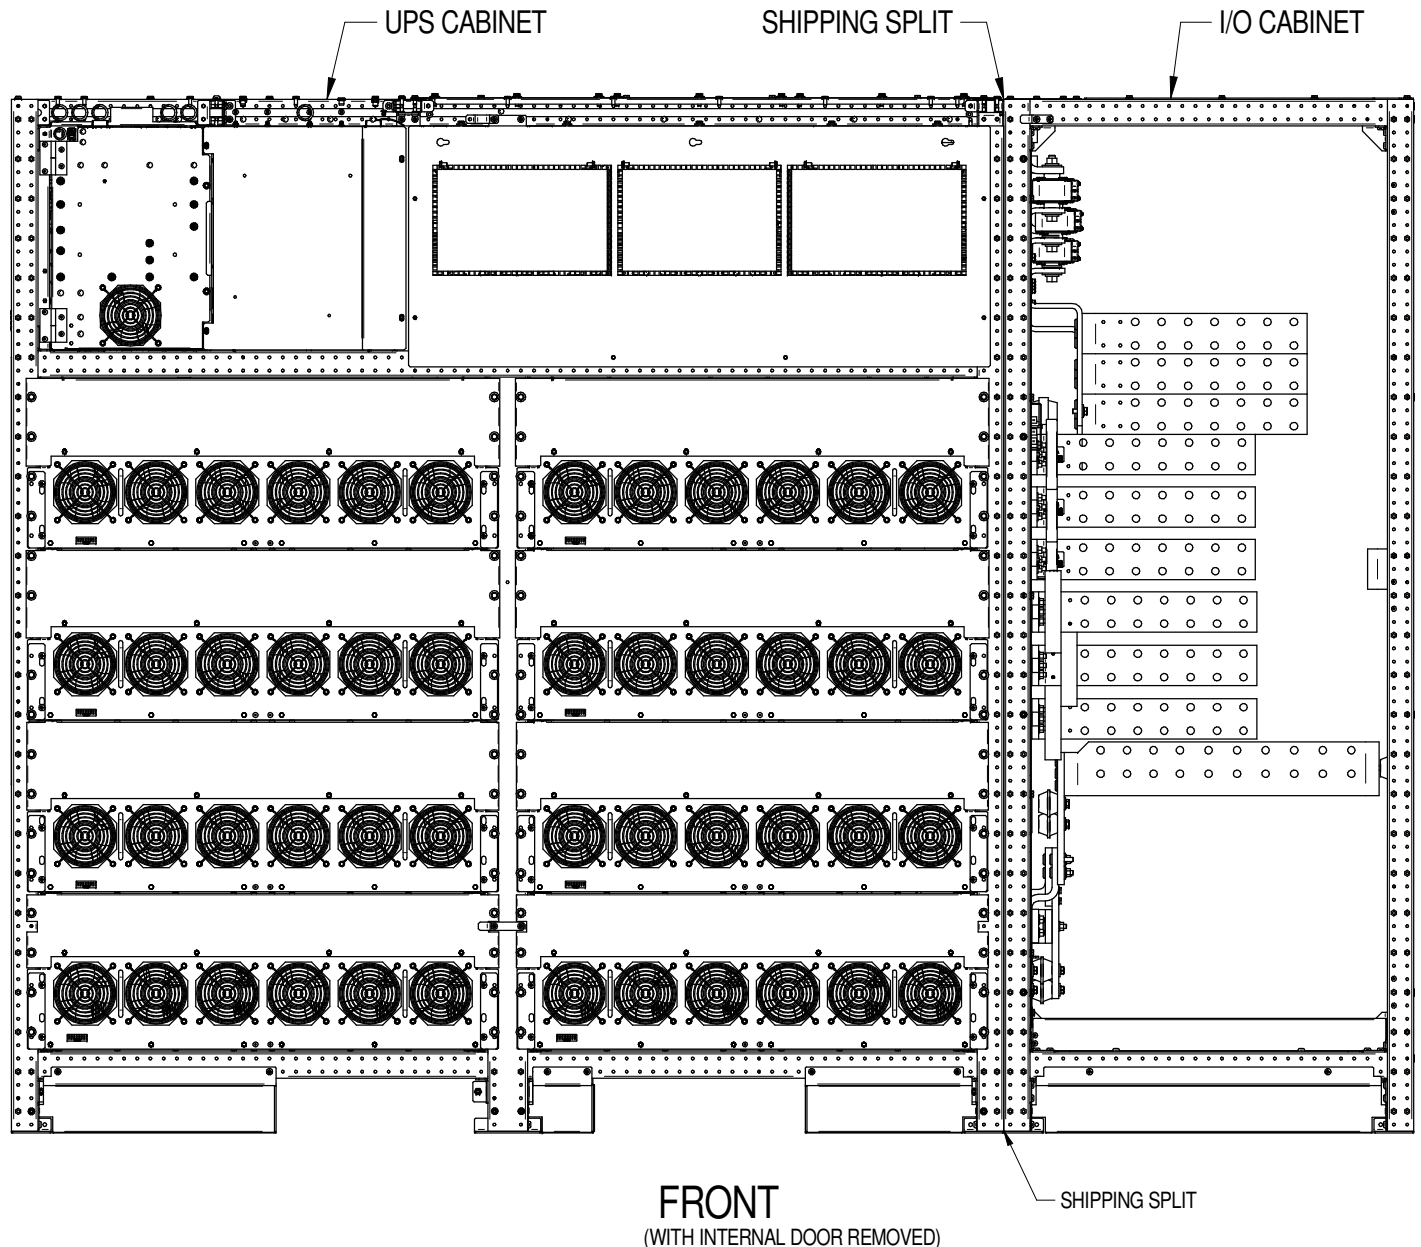 UPS CABINET
SHIPPING SPLIT
I/O CABINET
SHIPPING SPLIT
FRONT
(WITH INTERNAL DOOR REMOVED)